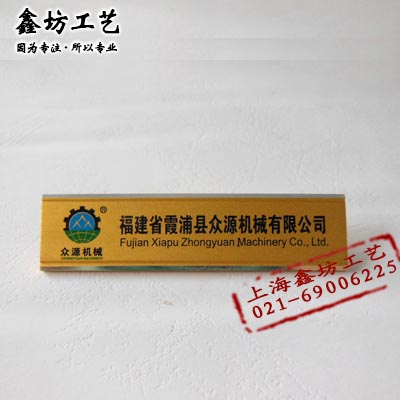 鑫坊工艺
因为专注·所以专业
福建省霞浦县众源机械有限公司
Fujian Xiapu Zhongyuan Machinery Co., Ltd.
®
众源机械
ZHONGYUAN MACHINERY
上海鑫坊工艺
021-69006225